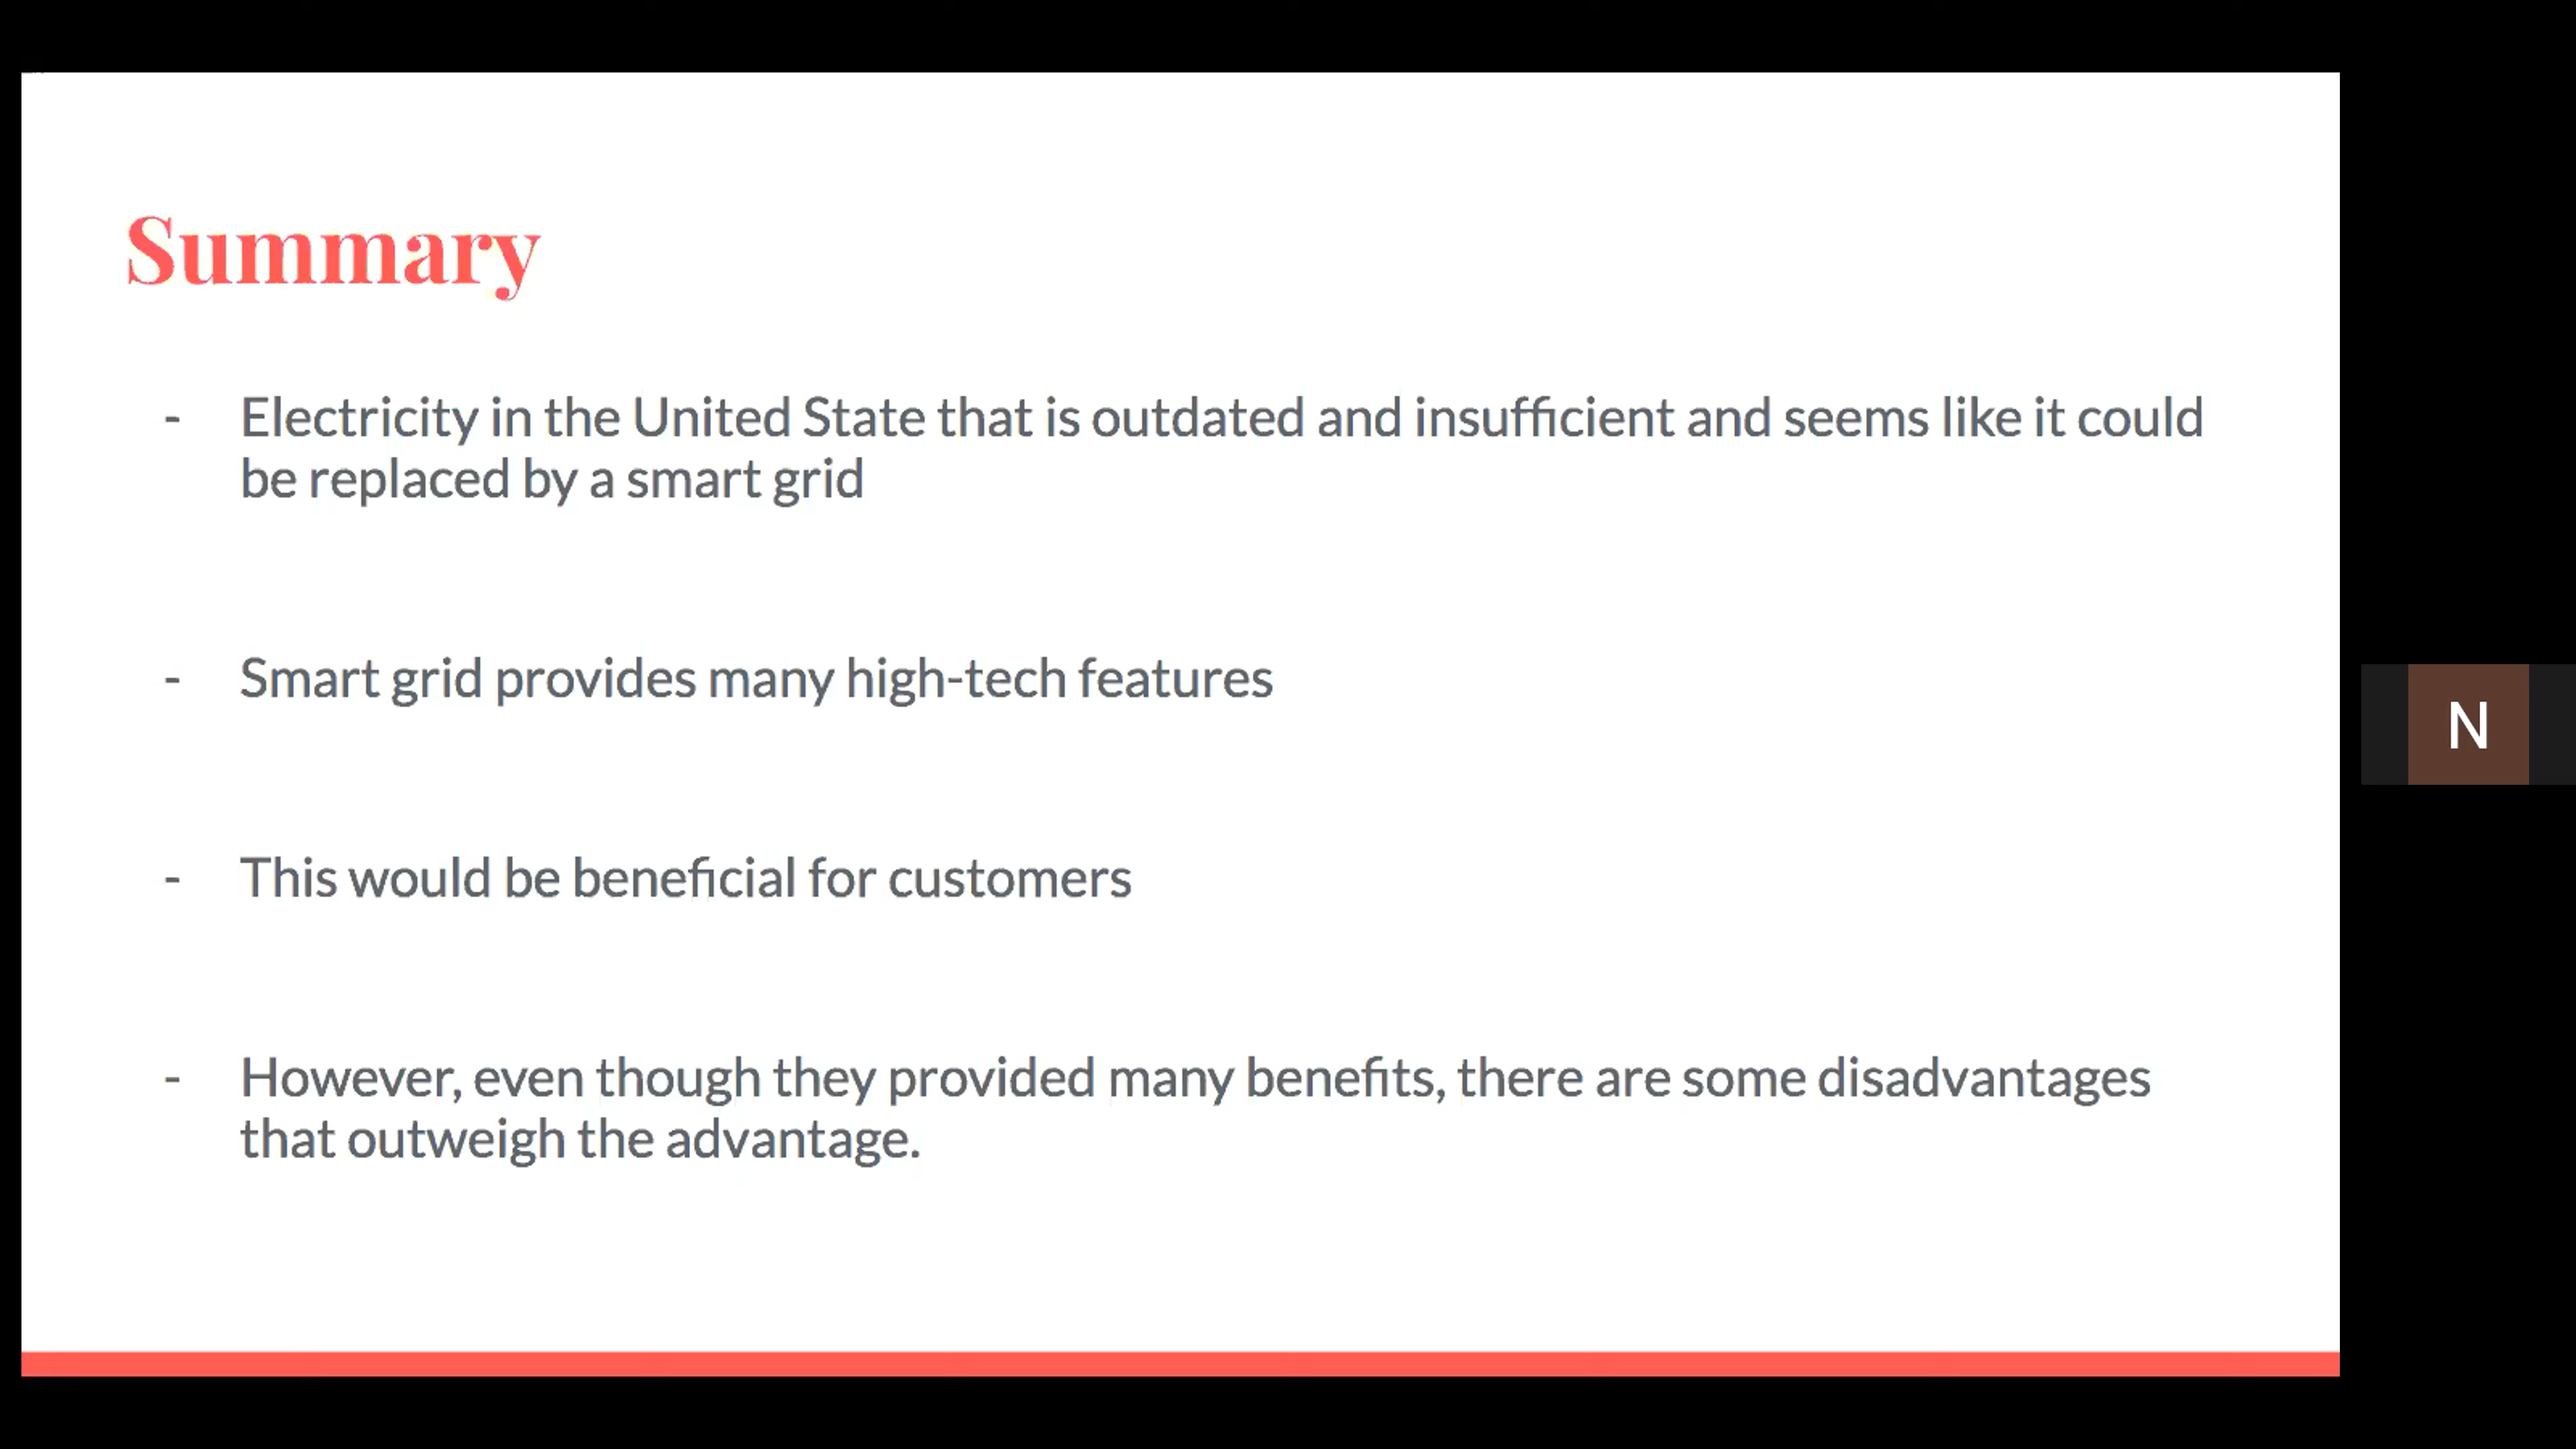 Summary
- Electricity in the United State that is outdated and insufficient and seems like it could
be replaced by a smart grid
- Smart grid provides many high-tech features
- This would be beneficial for customers
- However, even though they provided many benefits, there are some disadvantages
that outweigh the advantage.
N